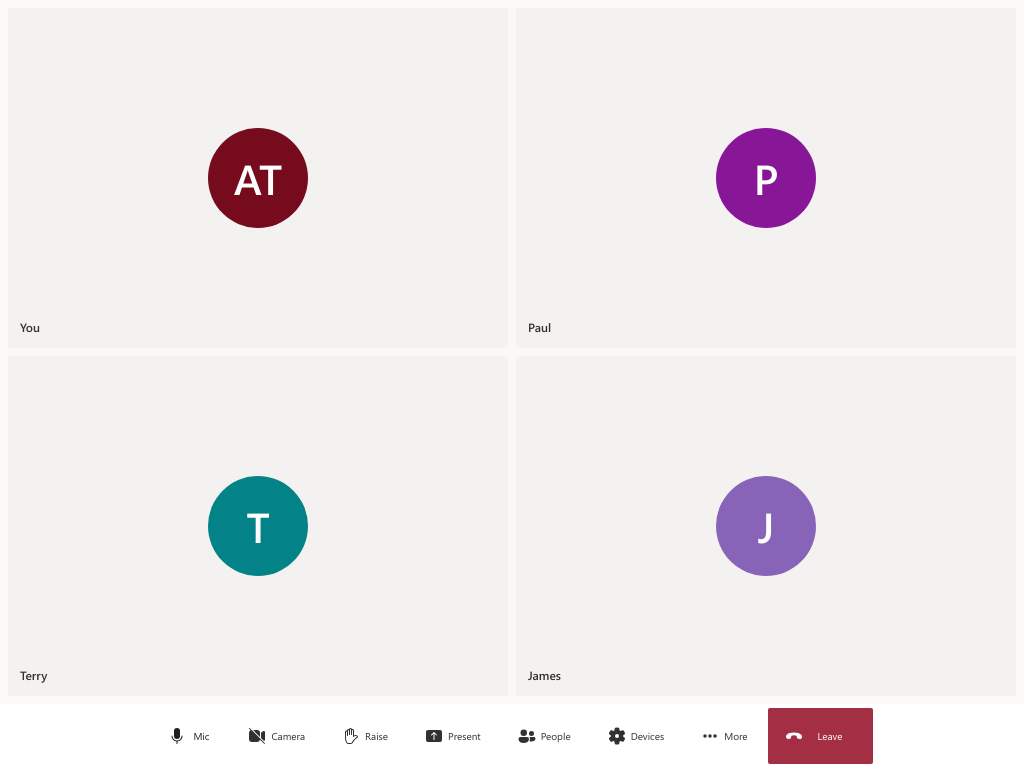 AT
P
You
Paul
T
J
Terry
James
Mic
Camera
Raise
Present
People
Devices
More
Leave